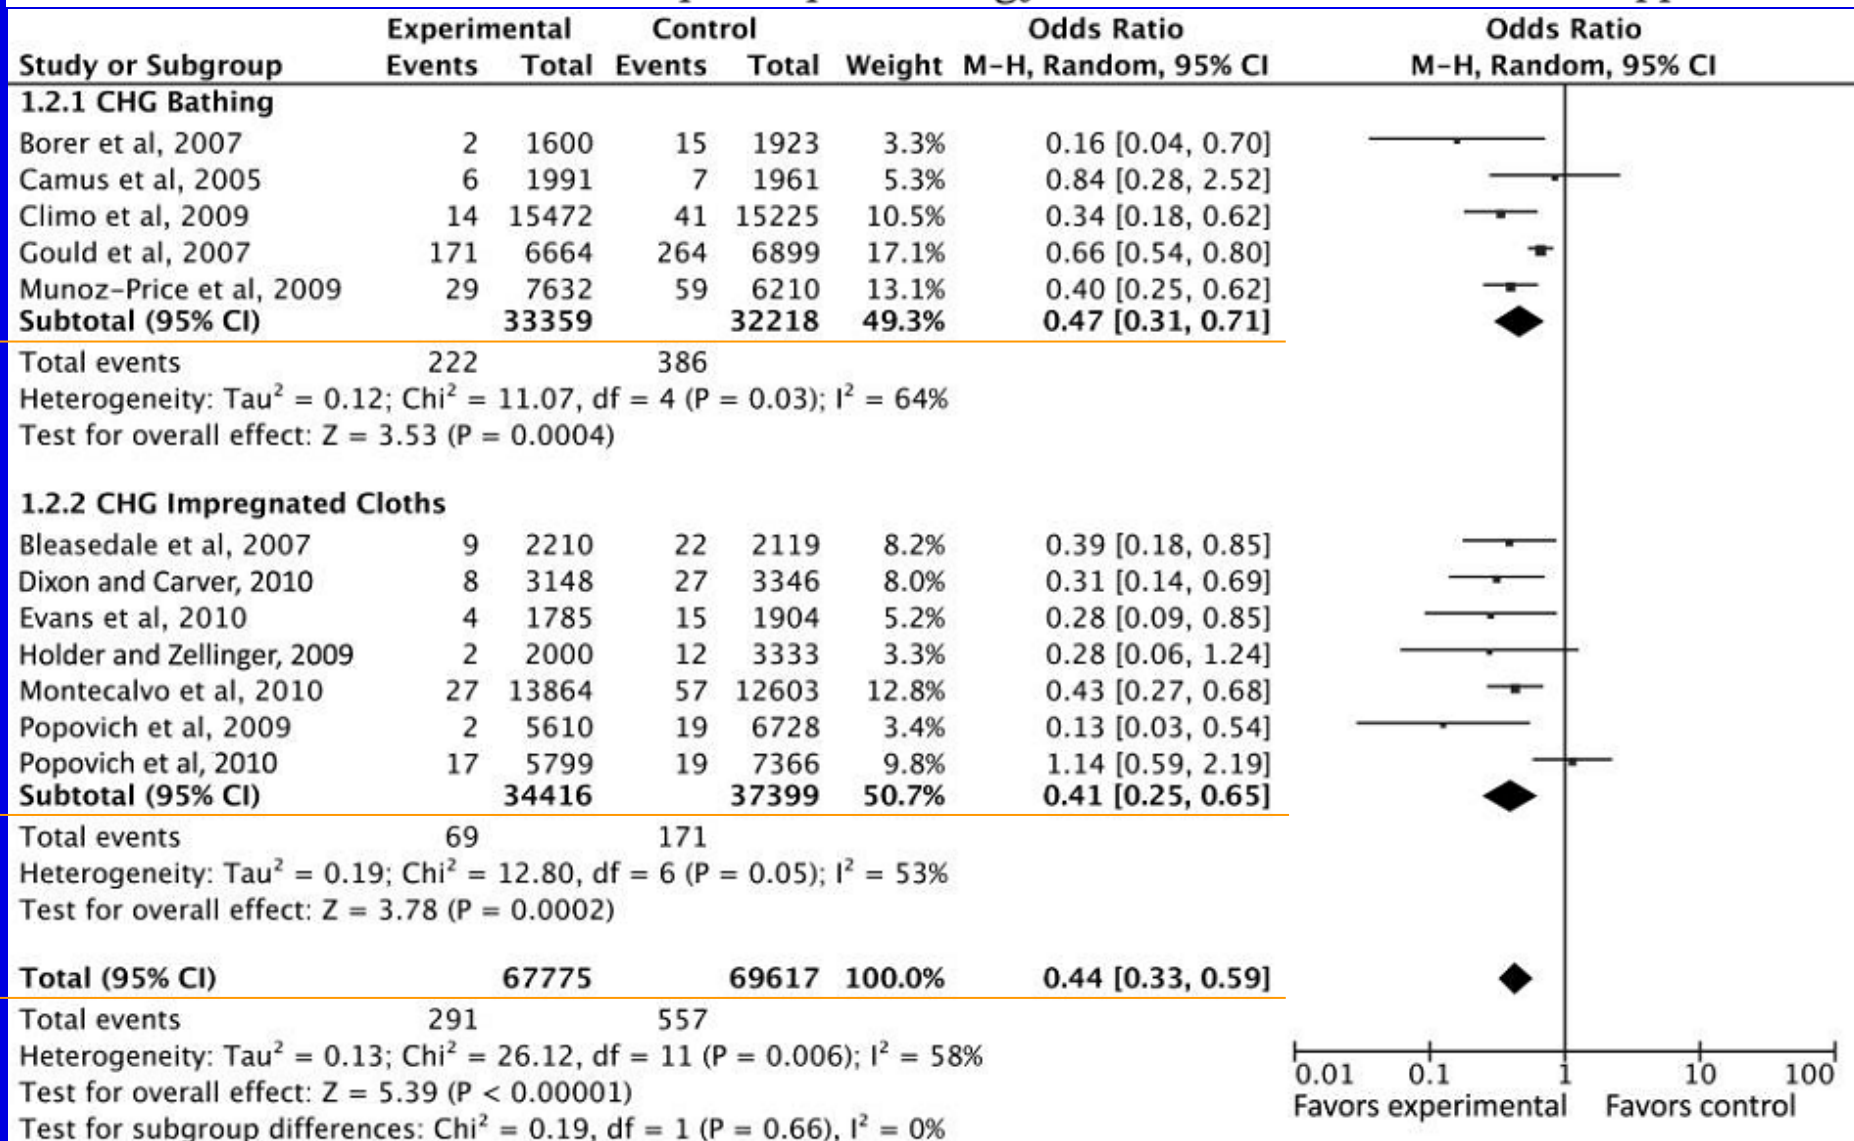 Experimental Control Odds Ratio Odds Ratio
Study or Subgroup Events Total Events Total Weight M-H, Random, 95% CI M-H, Random, 95% CI
1.2.1 CHG Bathing
Borer et al, 2007 2 1600 15 1923 3.3% 0.16 [0.04, 0.70]
Camus et al, 2005 6 1991 7 1961 5.3% 0.84 [0.28, 2.52]
Climo et al, 2009 14 15472 41 15225 10.5% 0.34 [0.18, 0.62]
Gould et al, 2007 171 6664 264 6899 17.1% 0.66 [0.54, 0.80]
Munoz-Price et al, 2009 29 7632 59 6210 13.1% 0.40 [0.25, 0.62]
Subtotal (95% CI) 33359 32218 49.3% 0.47 [0.31, 0.71]
Total events 222 386
Heterogeneity: Tau² = 0.12; Chi² = 11.07, df = 4 (P = 0.03); I² = 64%
Test for overall effect: Z = 3.53 (P = 0.0004)
1.2.2 CHG Impregnated Cloths
Bleasedale et al, 2007 9 2210 22 2119 8.2% 0.39 [0.18, 0.85]
Dixon and Carver, 2010 8 3148 27 3346 8.0% 0.31 [0.14, 0.69]
Evans et al, 2010 4 1785 15 1904 5.2% 0.28 [0.09, 0.85]
Holder and Zellinger, 2009 2 2000 12 3333 3.3% 0.28 [0.06, 1.24]
Montecalvo et al, 2010 27 13864 57 12603 12.8% 0.43 [0.27, 0.68]
Popovich et al, 2009 2 5610 19 6728 3.4% 0.13 [0.03, 0.54]
Popovich et al, 2010 17 5799 19 7366 9.8% 1.14 [0.59, 2.19]
Subtotal (95% CI) 34416 37399 50.7% 0.41 [0.25, 0.65]
Total events 69 171
Heterogeneity: Tau² = 0.19; Chi² = 12.80, df = 6 (P = 0.05); I² = 53%
Test for overall effect: Z = 3.78 (P = 0.0002)
Total (95% CI) 67775 69617 100.0% 0.44 [0.33, 0.59]
Total events 291 557
Heterogeneity: Tau² = 0.13; Chi² = 26.12, df = 11 (P = 0.006); I² = 58%
Test for overall effect: Z = 5.39 (P < 0.00001)
Test for subgroup differences: Chi² = 0.19, df = 1 (P = 0.66), I² = 0%
0.01 0.1 1 10 100
Favors experimental Favors control